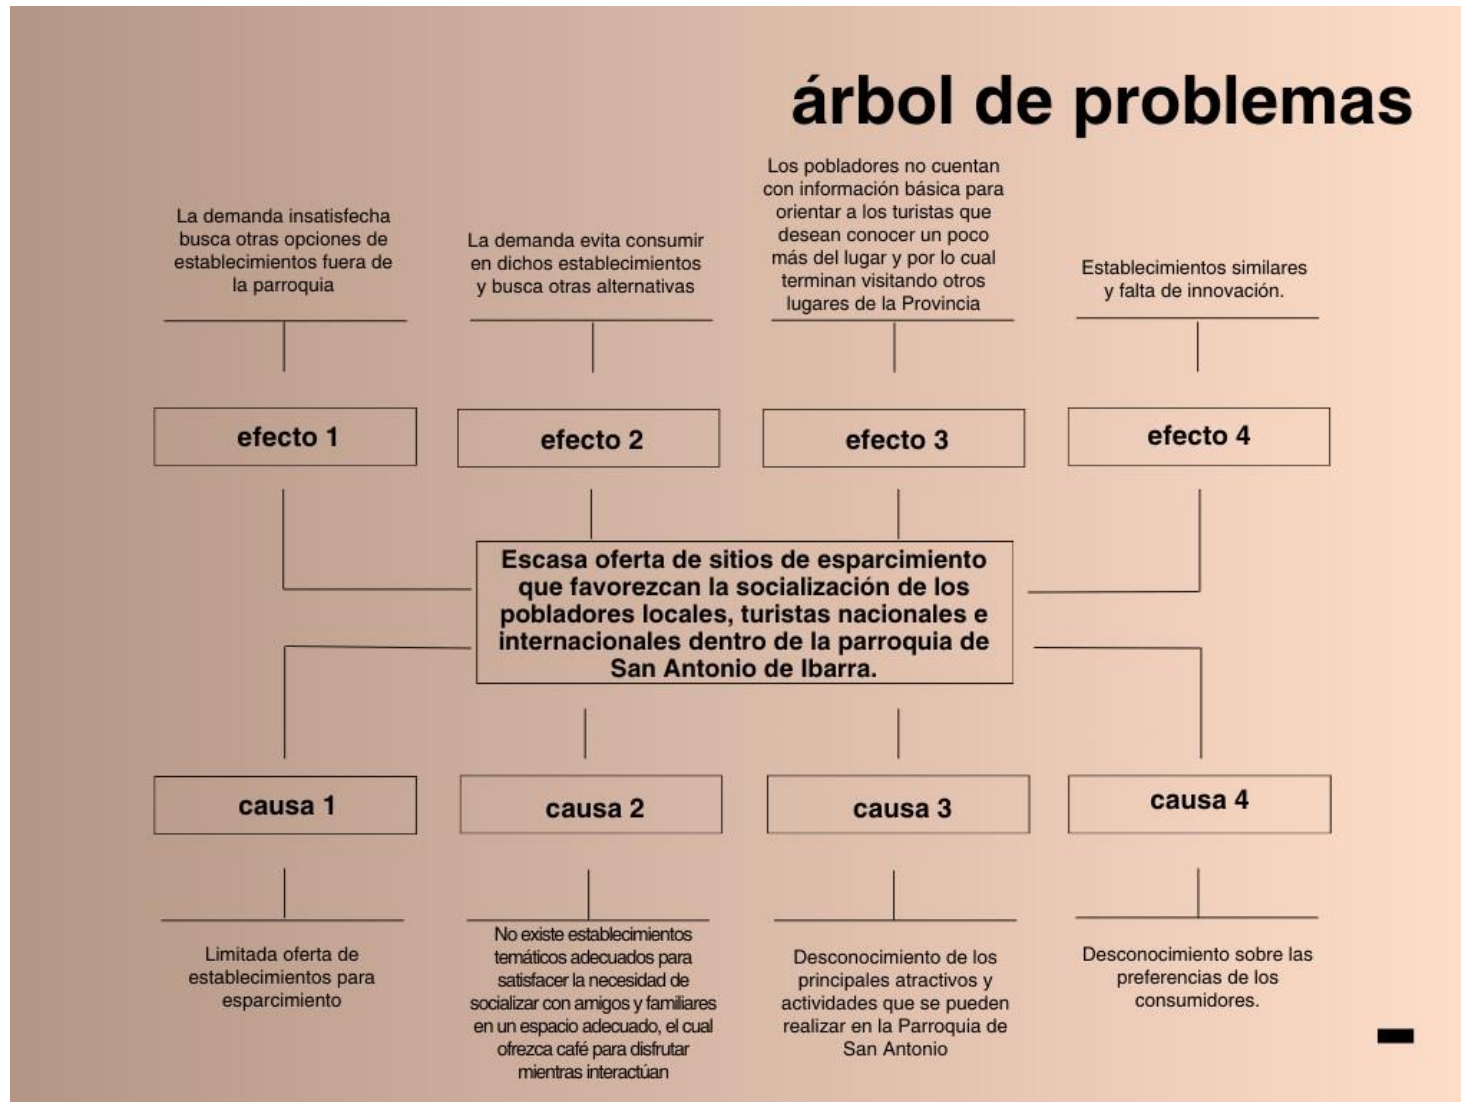 árbol de problemas
La demanda insatisfecha
busca otras opciones de
establecimientos fuera de
la parroquia
La demanda evita consumir
en dichos establecimientos
y busca otras alternativas
Los pobladores no cuentan
con información básica para
orientar a los turistas que
desean conocer un poco
más del lugar y por lo cual
terminan visitando otros
lugares de la Provincia
Establecimientos similares
y falta de innovación.
efecto 1
efecto 2
efecto 3
efecto 4
Escasa oferta de sitios de esparcimiento
que favorezcan la socialización de los
pobladores locales, turistas nacionales e
internacionales dentro de la parroquia de
San Antonio de Ibarra.
causa 1
causa 2
causa 3
causa 4
Limitada oferta de
establecimientos para
esparcimiento
No existe establecimientos
temáticos adecuados para
satisfacer la necesidad de
socializar con amigos y familiares
en un espacio adecuado, el cual
ofrezca café para disfrutar
mientras interactúan
Desconocimiento de los
principales atractivos y
actividades que se pueden
realizar en la Parroquia de
San Antonio
Desconocimiento sobre las
preferencias de los
consumidores.